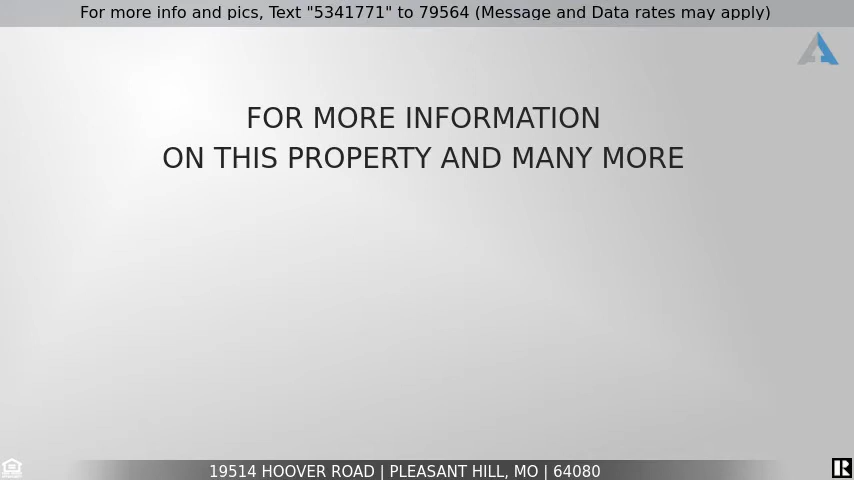 For more info and pics, Text "5341771" to 79564 (Message and Data rates may apply)
FOR MORE INFORMATION
ON THIS PROPERTY AND MANY MORE
19514 HOOVER ROAD | PLEASANT HILL, MO | 64080